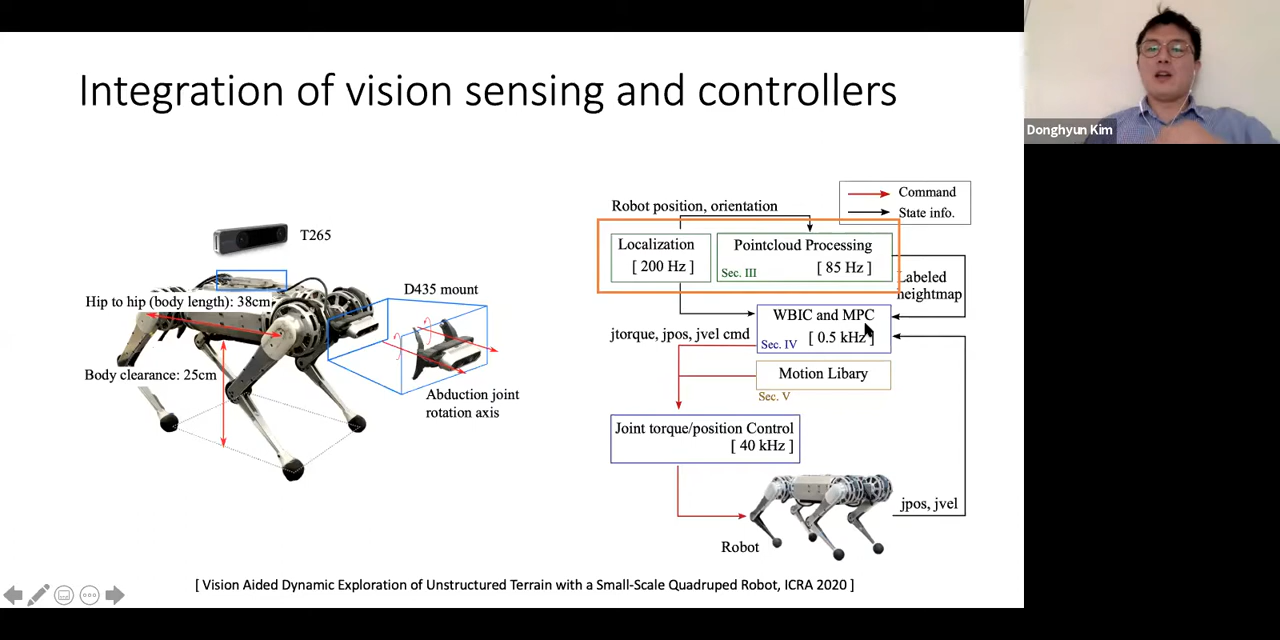 Integration of vision sensing and controllers
Donghyun Kim
T265
Hip to hip (body length): 38cm
D435 mount
Body clearance: 25cm
Abduction joint
rotation axis
Command
State info.
Robot position, orientation
Localization
[ 200 Hz ]
Pointcloud Processing
Sec. III
[ 85 Hz ]
Labeled
heightmap
WBIC and MPC
[ 0.5 kHz ]
Sec. IV
jtorque, jpos, jvel cmd
Motion Libary
Sec. V
Joint torque/position Control
[ 40 kHz ]
jpos, jvel
Robot
[ Vision Aided Dynamic Exploration of Unstructured Terrain with a Small-Scale Quadruped Robot, ICRA 2020 ]